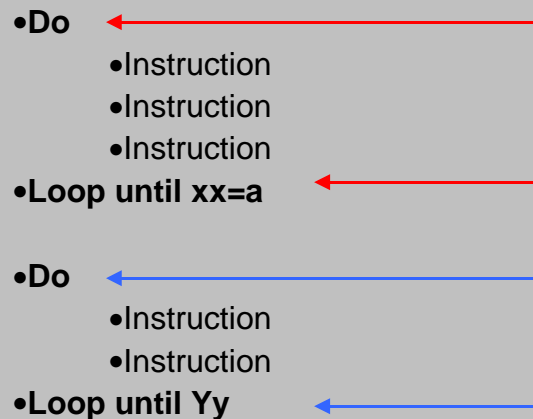 •Do
•Instruction
•Instruction
•Instruction
•Loop until xx=a
•Do
•Instruction
•Instruction
•Loop until Yy